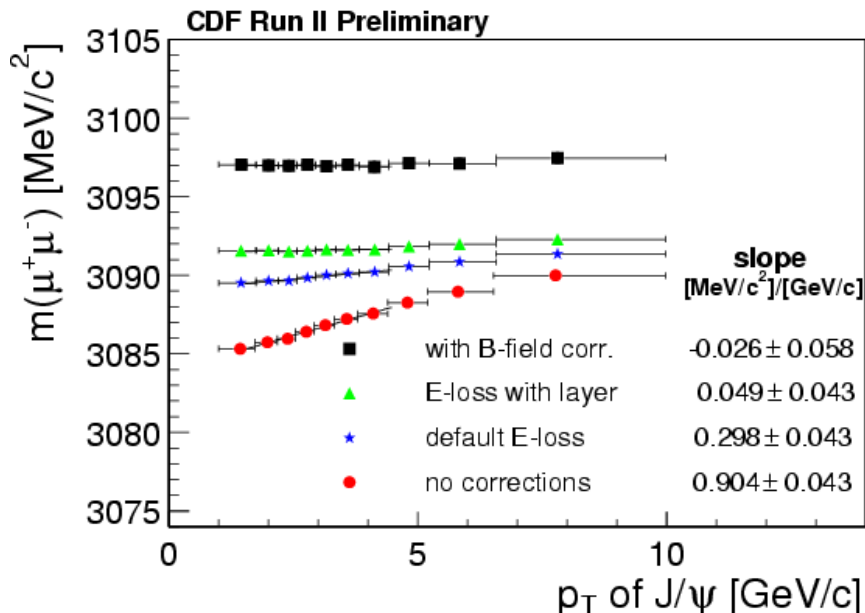 CDF Run II Preliminary
m(μ⁺μ⁻) [MeV/c²]
3105
3100
3095
3090
3085
3080
3075
slope
[MeV/c²]/[GeV/c]
with B-field corr. -0.026 ± 0.058
E-loss with layer 0.049 ± 0.043
default E-loss 0.298 ± 0.043
no corrections 0.904 ± 0.043
0 5 10
p_T of J/ψ [GeV/c]